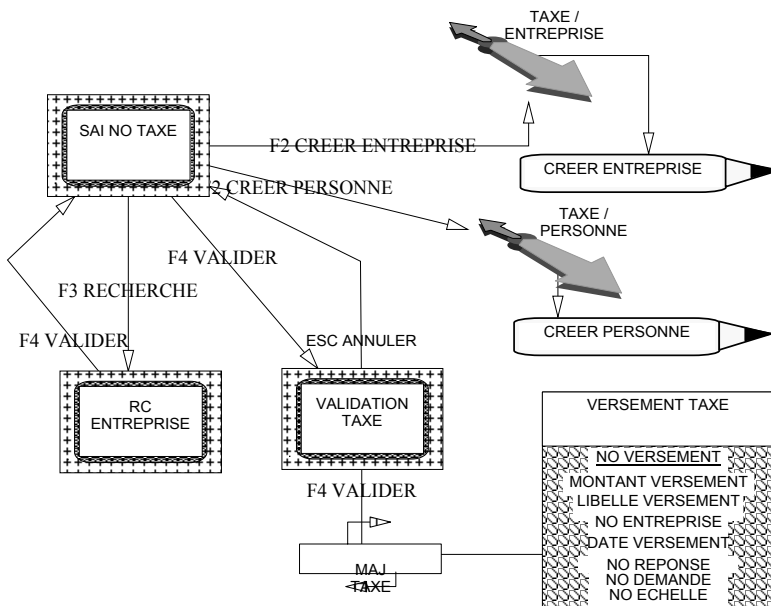 TAXE /
ENTREPRISE
SAI NO TAXE
F2 CREER ENTREPRISE
CREER ENTREPRISE
2 CREER PERSONNE
TAXE /
PERSONNE
F4 VALIDER
F3 RECHERCHE
F4 VALIDER
ESC ANNULER
CREER PERSONNE
RC
ENTREPRISE
VALIDATION
TAXE
VERSEMENT TAXE
NO VERSEMENT
MONTANT VERSEMENT
LIBELLE VERSEMENT
NO ENTREPRISE
DATE VERSEMENT
NO REPONSE
NO DEMANDE
NO ECHELLE
F4 VALIDER
MAJ
TAXE